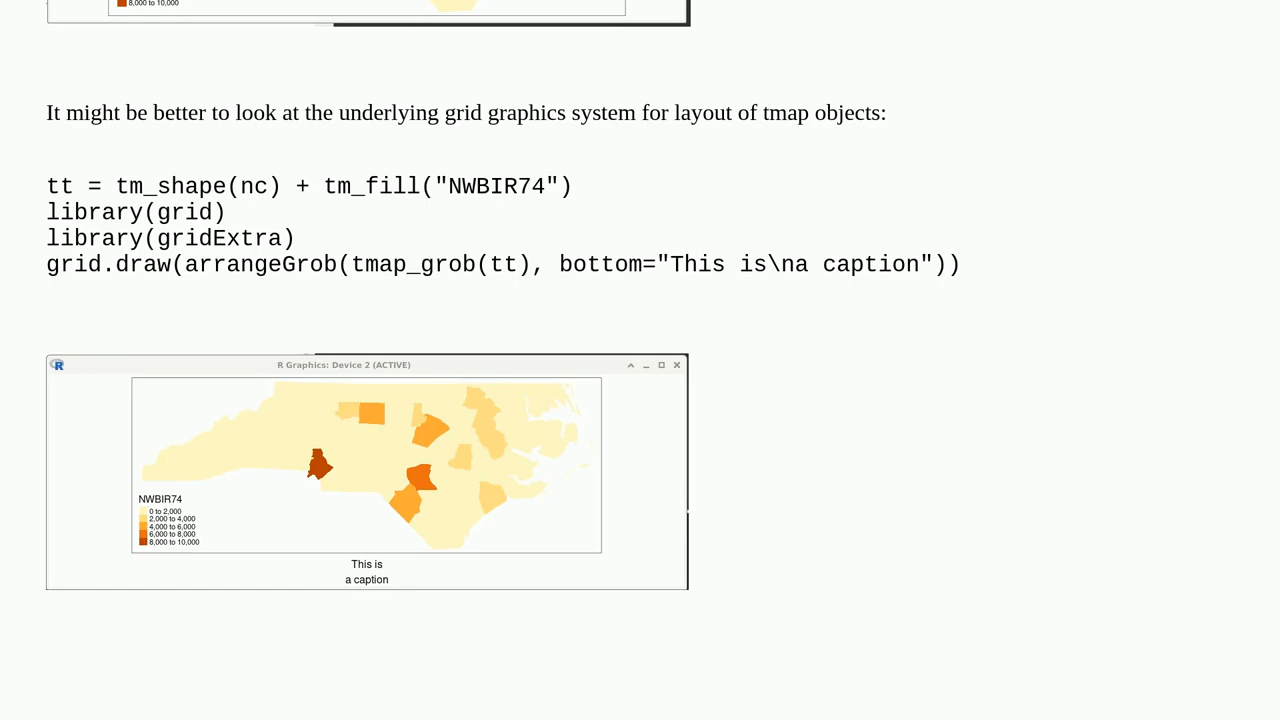 8,000 to 10,000
It might be better to look at the underlying grid graphics system for layout of tmap objects:
tt = tm_shape(nc) + tm_fill("NWBIR74")
library(grid)
library(gridExtra)
grid.draw(arrangeGrob(tmap_grob(tt), bottom="This is\na caption"))
R Graphics: Device 2 (ACTIVE)
NWBIR74
0 to 2,000
2,000 to 4,000
4,000 to 6,000
6,000 to 8,000
8,000 to 10,000
This is
a caption